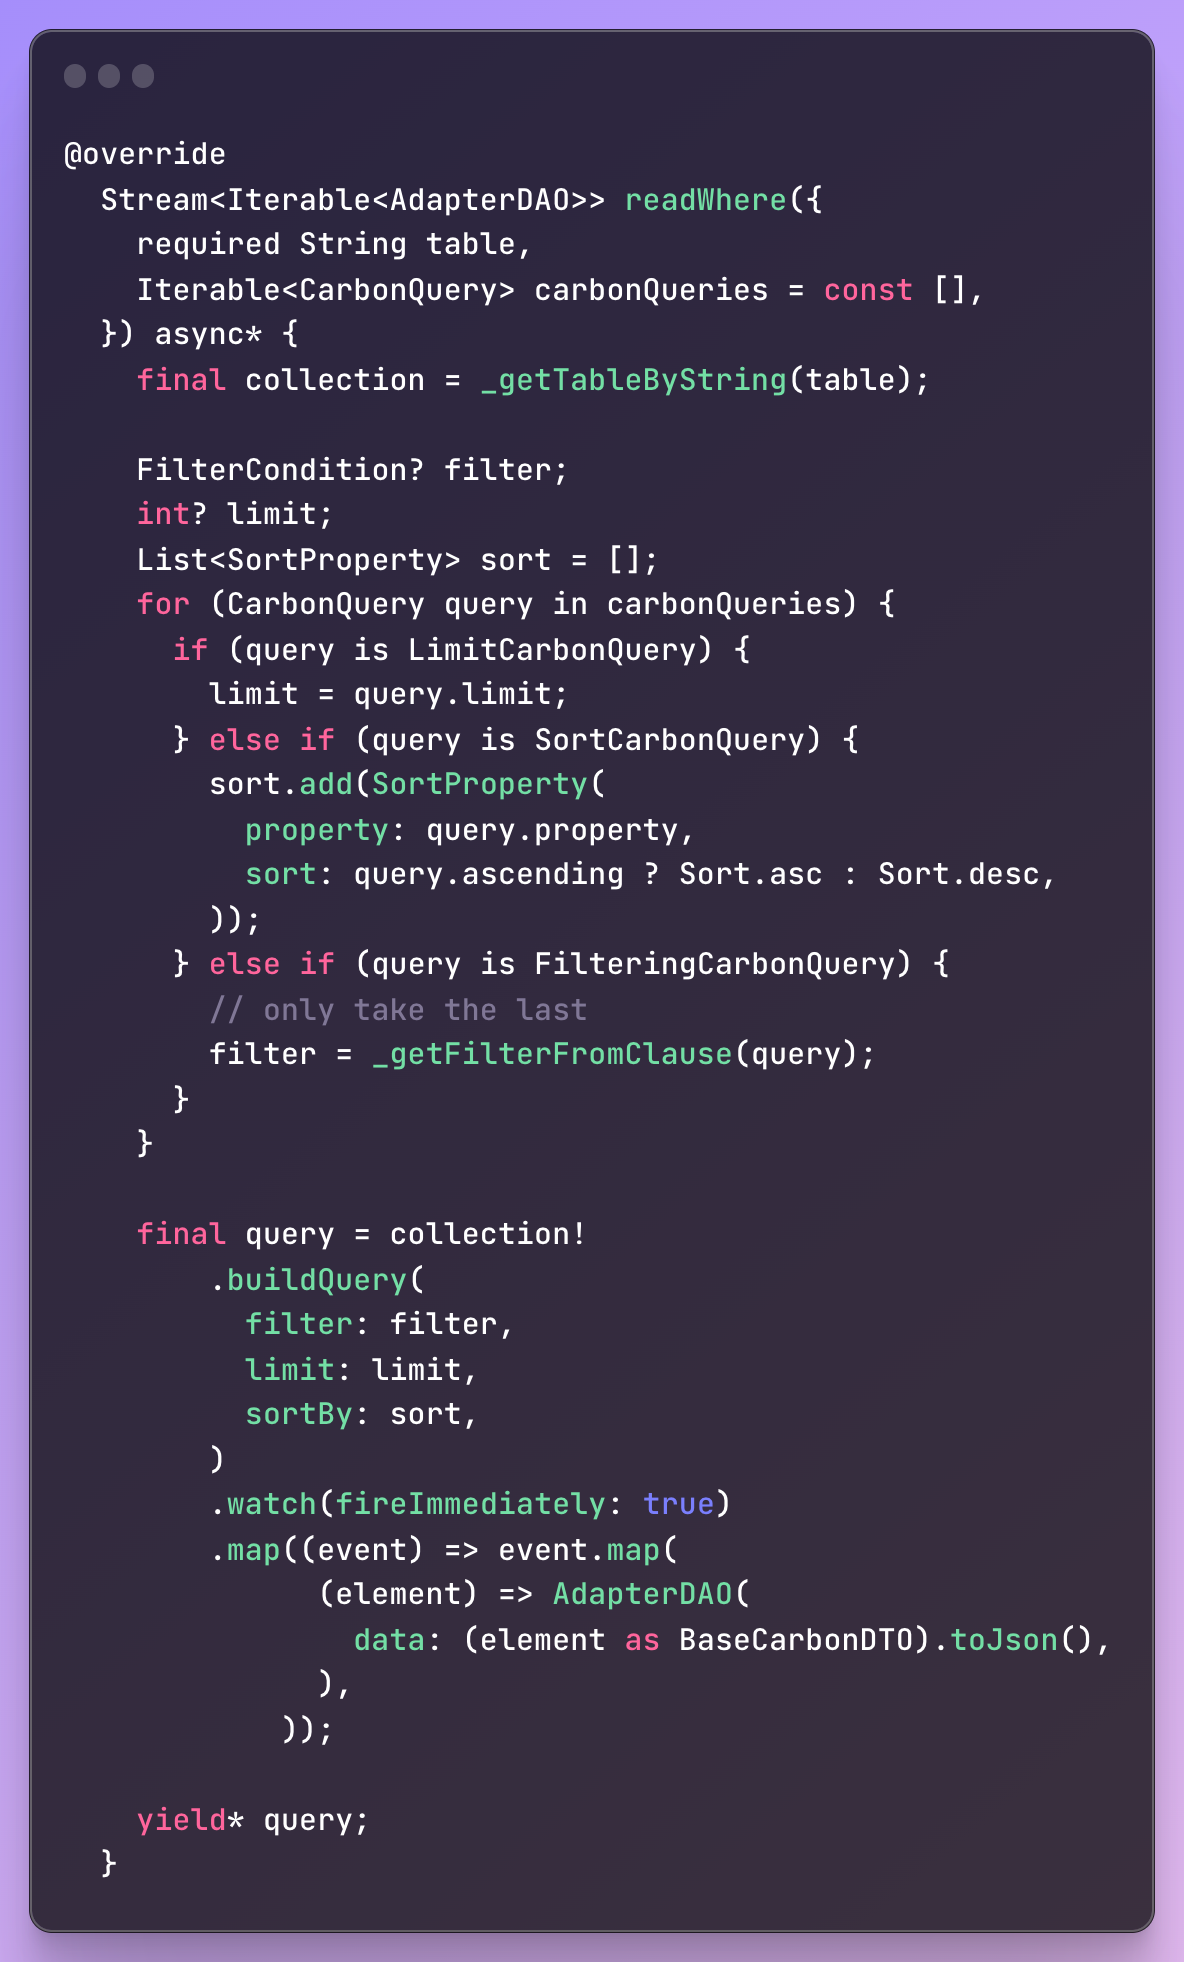 @override
  Stream<Iterable<AdapterDAO>> readWhere({
    required String table,
    Iterable<CarbonQuery> carbonQueries = const [],
  }) async* {
    final collection = _getTableByString(table);

    FilterCondition? filter;
    int? limit;
    List<SortProperty> sort = [];
    for (CarbonQuery query in carbonQueries) {
      if (query is LimitCarbonQuery) {
        limit = query.limit;
      } else if (query is SortCarbonQuery) {
        sort.add(SortProperty(
          property: query.property,
          sort: query.ascending ? Sort.asc : Sort.desc,
        ));
      } else if (query is FilteringCarbonQuery) {
        // only take the last
        filter = _getFilterFromClause(query);
      }
    }

    final query = collection!
        .buildQuery(
          filter: filter,
          limit: limit,
          sortBy: sort,
        )
        .watch(fireImmediately: true)
        .map((event) => event.map(
              (element) => AdapterDAO(
                data: (element as BaseCarbonDTO).toJson(),
              ),
            ));

    yield* query;
  }